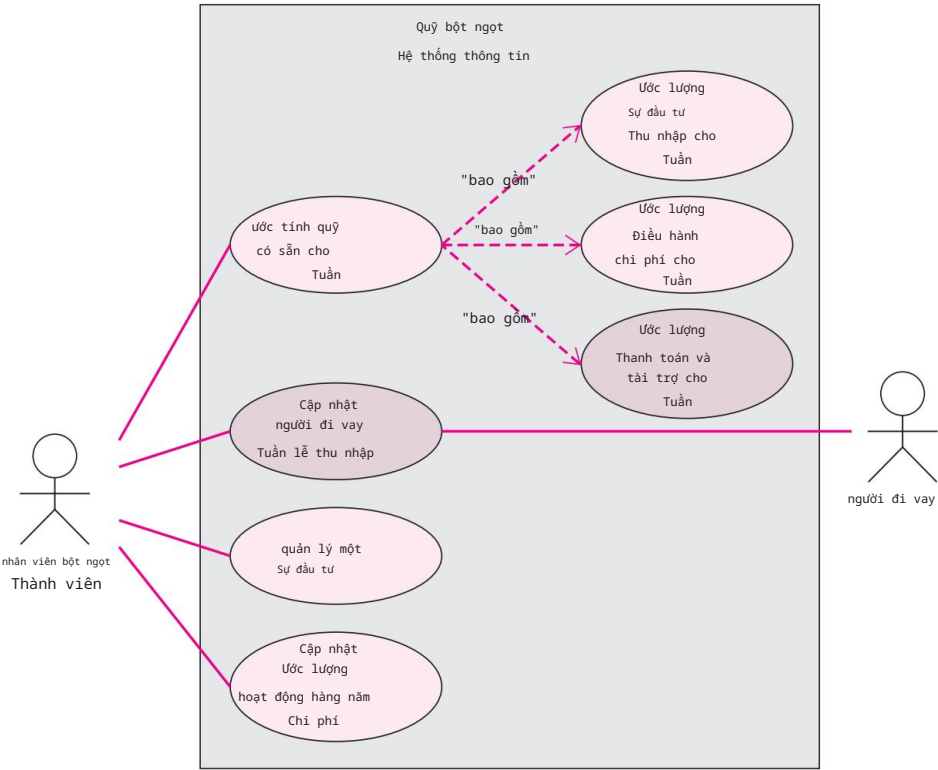 Quỹ bột ngọt
Hệ thống thông tin
Ước lượng
Sự đầu tư
Thu nhập cho
Tuần
"bao gồm"
ước tính quỹ
có sẵn cho
Tuần
"bao gồm"
Ước lượng
Điều hành
chi phí cho
Tuần
"bao gồm"
Ước lượng
Thanh toán và
tài trợ cho
Tuần
Cập nhật
người đi vay
Tuần lễ thu nhập
người đi vay
nhân viên bột ngọt
Thành viên
quản lý một
Sự đầu tư
Cập nhật
Ước lượng
hoạt động hàng năm
Chi phí